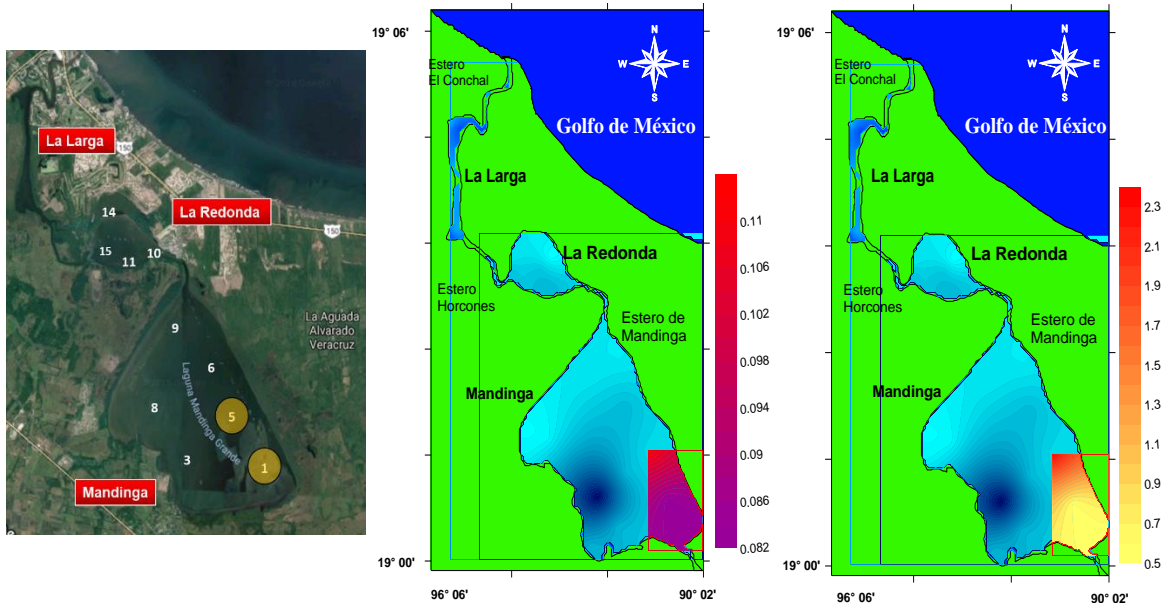 La Larga
150
La Redonda
150
14
15
10
11
9
La Aguada
Alvarado
Veracruz
6
Laguna Mandinga Grande
8
5
3
1
Mandinga
19° 06'
Estero
El Conchal
N
W
E
S
Golfo de México
La Larga
La Redonda
Estero
Horcones
Estero de
Mandinga
Mandinga
19° 00'
96° 06'
90° 02'
0.11
0.106
0.102
0.098
0.094
0.09
0.086
0.082
19° 06'
Estero
El Conchal
N
W
E
S
Golfo de México
La Larga
La Redonda
Estero
Horcones
Estero de
Mandinga
Mandinga
19° 00'
96° 06'
90° 02'
2.3
2.1
1.9
1.7
1.5
1.3
1.1
0.9
0.7
0.5